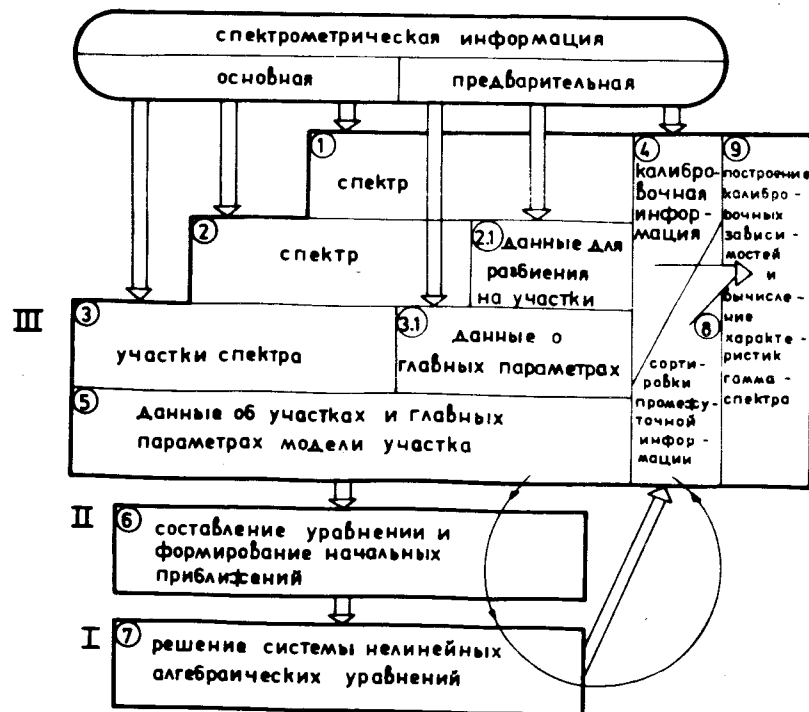 спектрометрическая информация
основная
предварительная
1
спектр
4
калибро-
вочная
инфор-
мация
9
построение
калибро-
вочных
зависи-
мостей
и
вычисле-
ние
характе-
ристик
гамма-
спектра
2
спектр
2.1
данные для
разбиения
на участки
III
3
участки спектра
3.1
данные о
главных параметрах
8
сорти-
ровки
промежу-
точной
инфор-
мации
5
данные об участках и главных
параметрах модели участка
II
6
составление уравнении и
формирование начальных
приближений
I
7
решение системы нелинейных
алгебраических уравнений